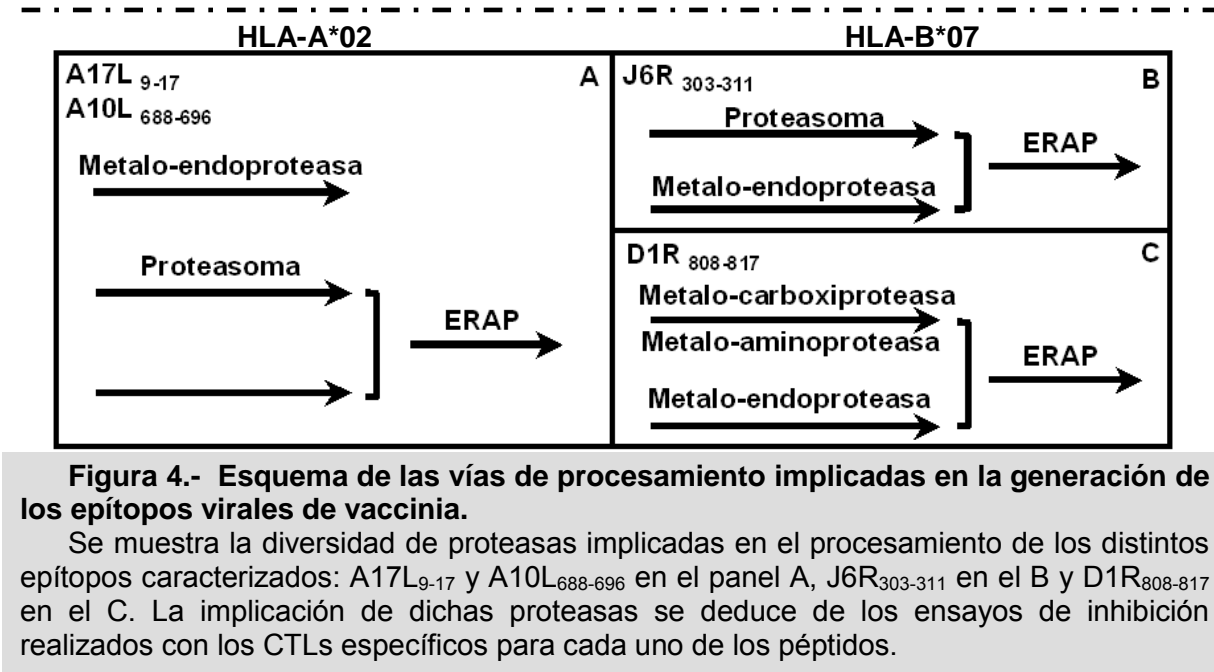 HLA-A*02
HLA-B*07
A17L 9-17
A
A10L 688-696
Metalo-endoproteasa
Proteasoma
ERAP
J6R 303-311
B
Proteasoma
ERAP
Metalo-endoproteasa
D1R 808-817
C
Metalo-carboxiproteasa
Metalo-aminoproteasa
ERAP
Metalo-endoproteasa
Figura 4.- Esquema de las vías de procesamiento implicadas en la generación de
los epítopos virales de vaccinia.
Se muestra la diversidad de proteasas implicadas en el procesamiento de los distintos
epítopos caracterizados: A17L9-17 y A10L688-696 en el panel A, J6R303-311 en el B y D1R808-817
en el C. La implicación de dichas proteasas se deduce de los ensayos de inhibición
realizados con los CTLs específicos para cada uno de los péptidos.